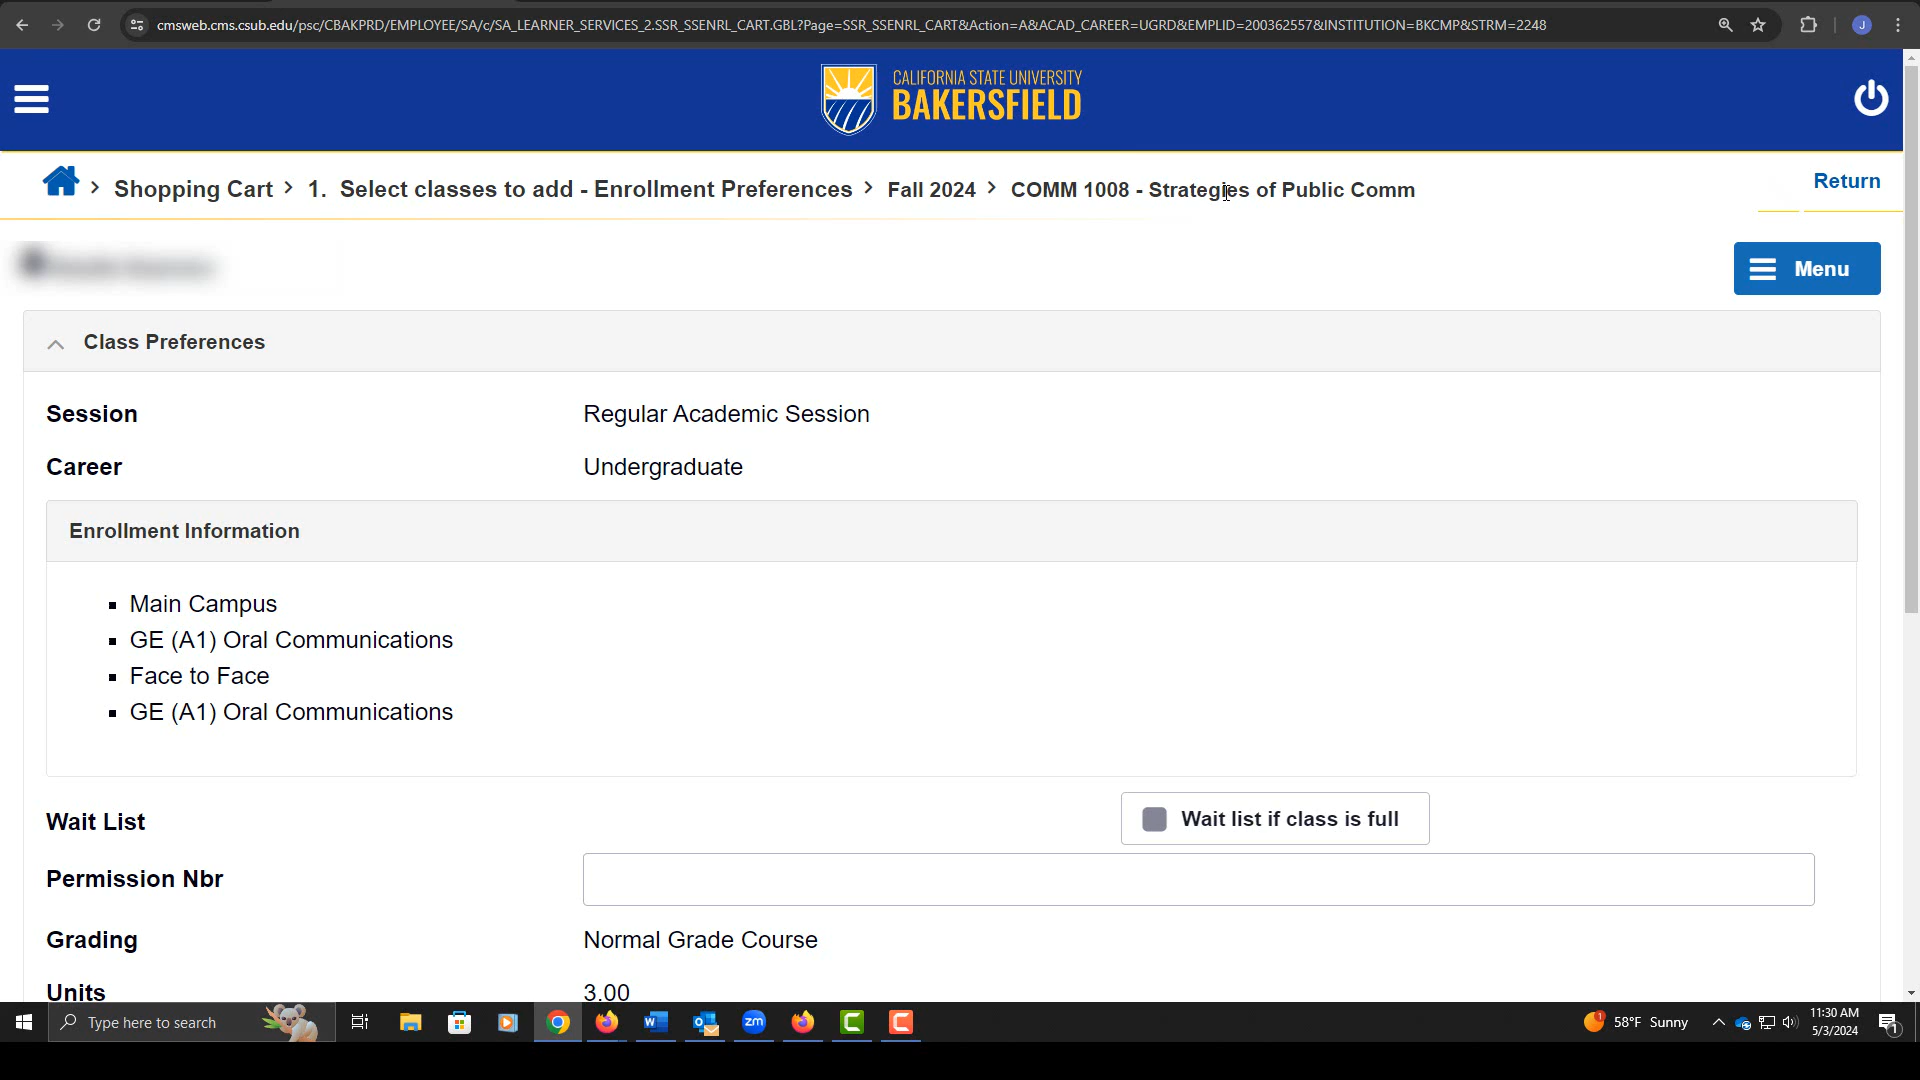 cmsweb.cms.csub.edu/psc/CBAKPRD/EMPLOYEE/SA/c/SA_LEARNER_SERVICES_2.SSR_SSENRL_CART.GBL?Page=SSR_SSENRL_CART&Action=A&ACAD_CAREER=UGRD&EMPLID=200362557&INSTITUTION=BKCMP&STRM=2248
J
CALIFORNIA STATE UNIVERSITY
BAKERSFIELD
Shopping Cart > 1. Select classes to add - Enrollment Preferences > Fall 2024 > COMM 1008 - Strategies of Public Comm
Return
Menu
Class Preferences
Session Regular Academic Session
Career Undergraduate
Enrollment Information
Main Campus
GE (A1) Oral Communications
Face to Face
GE (A1) Oral Communications
Wait List Wait list if class is full
Permission Nbr
Grading Normal Grade Course
Units 3.00
Type here to search
zm
1
58°F Sunny
11:30 AM
5/3/2024
1